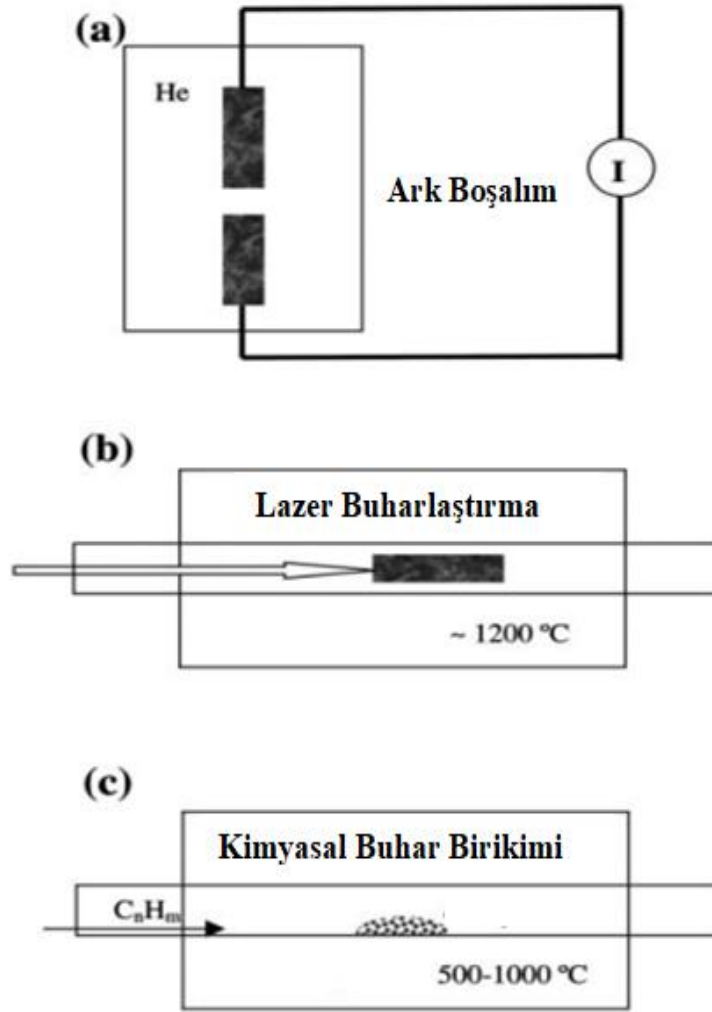 (a)
He
Ark Boşalım
I
(b)
Lazer Buharlaştırma
~ 1200 ºC
(c)
Kimyasal Buhar Birikimi
CnHm
500-1000 ºC